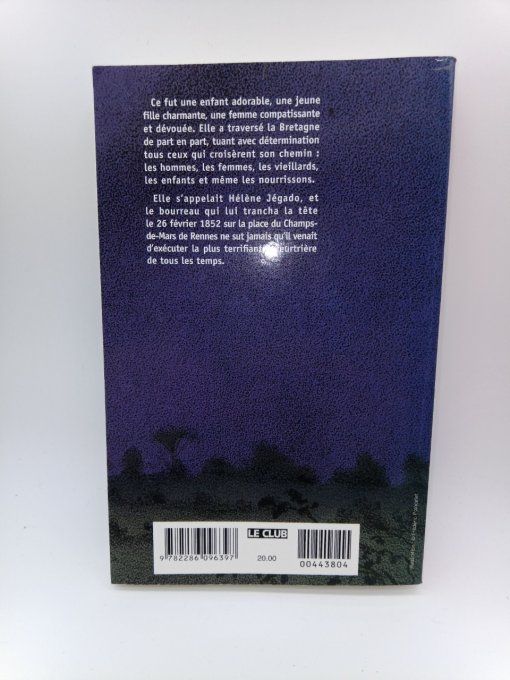 Ce fut une enfant adorable, une jeune
fille charmante, une femme compatissante
et dévouée. Elle a traversé la Bretagne
de part en part, tuant avec détermination
tous ceux qui croisèrent son chemin :
les hommes, les femmes, les vieillards,
les enfants et même les nourrissons.
Elle s'appelait Hélène Jégado, et
le bourreau qui lui trancha la tête
le 26 février 1852 sur la place du Champs-
de-Mars de Rennes ne sut jamais qu'il venait
d'exécuter la plus terrifiante meurtrière
de tous les temps.
LE CLUB
9 782286 096397
20.00
00443804